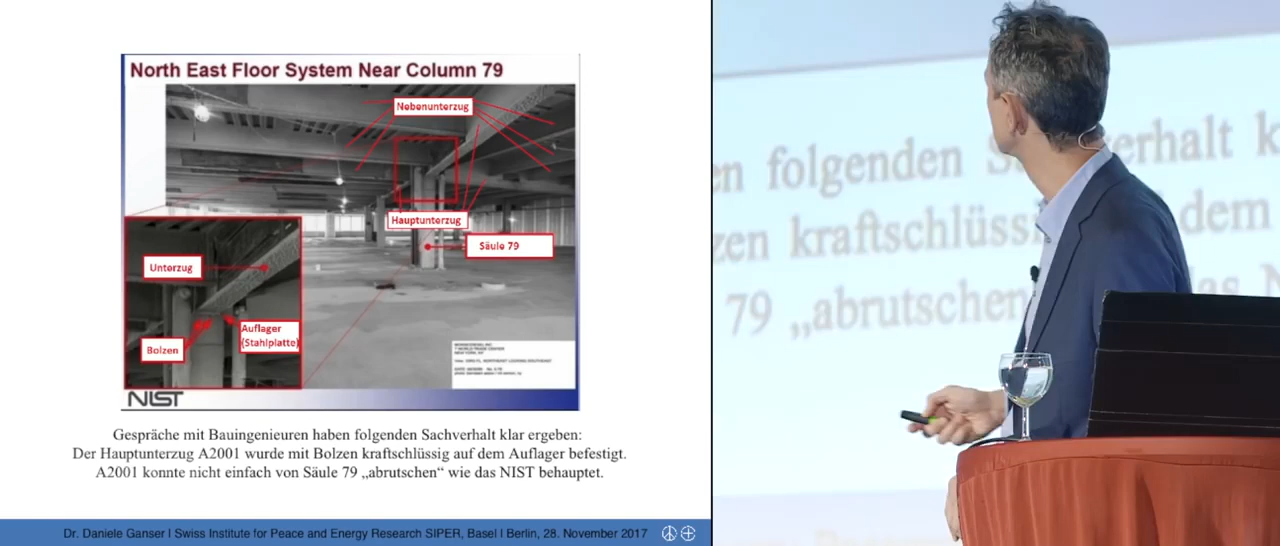 North East Floor System Near Column 79
Nebenunterzug
Hauptunterzug
Säule 79
Unterzug
Auflager
(Stahlplatte)
Bolzen
NIST
Gespräche mit Bauingenieuren haben folgenden Sachverhalt klar ergeben:
Der Hauptunterzug A2001 wurde mit Bolzen kraftschlüssig auf dem Auflager befestigt.
A2001 konnte nicht einfach von Säule 79 „abrutschen“ wie das NIST behauptet.
Dr. Daniele Ganser I Swiss Institute for Peace and Energy Research SIPER, Basel I Berlin, 28. November 2017
en folgenden erhalt k
zen kraftschlüssi dem
79 „abrutschen as N